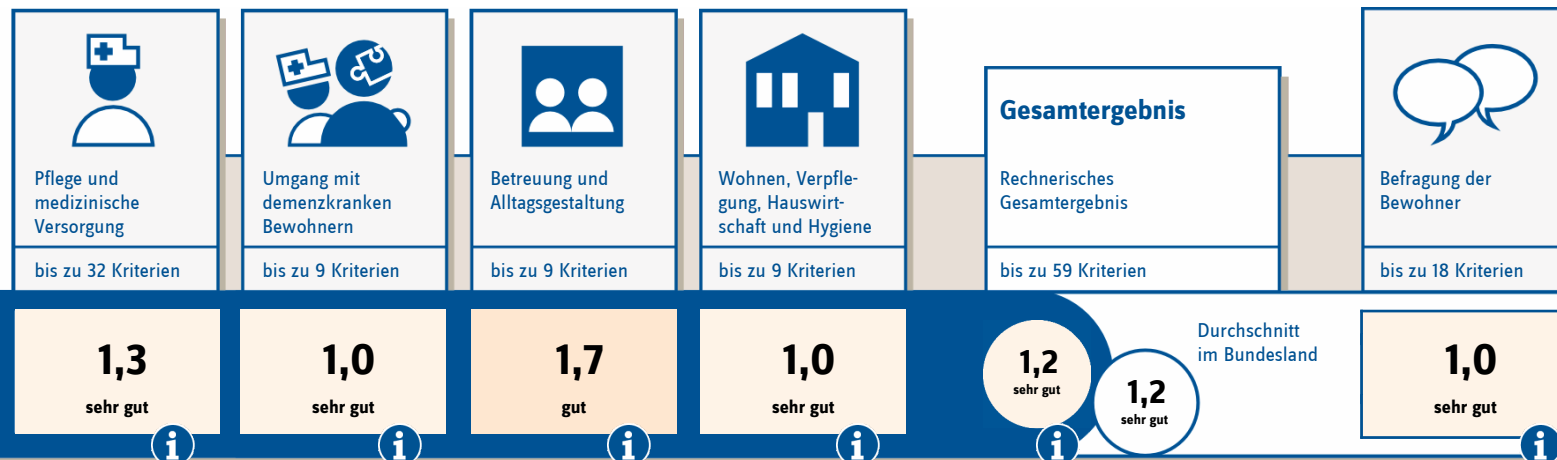 Pflege und
medizinische
Versorgung
bis zu 32 Kriterien
1,3
sehr gut
i
Umgang mit
demenzkranken
Bewohnern
bis zu 9 Kriterien
1,0
sehr gut
i
Betreuung und
Alltagsgestaltung
bis zu 9 Kriterien
1,7
gut
i
Wohnen, Verpfle-
gung, Hauswirt-
schaft und Hygiene
bis zu 9 Kriterien
1,0
sehr gut
i
Gesamtergebnis
Rechnerisches
Gesamtergebnis
bis zu 59 Kriterien
1,2
sehr gut
i
Durchschnitt
im Bundesland
1,2
sehr gut
Befragung der
Bewohner
bis zu 18 Kriterien
1,0
sehr gut
i